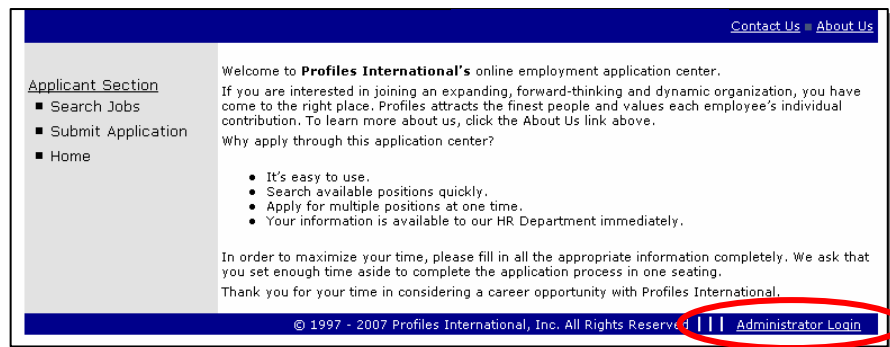 Contact Us ■ About Us
Applicant Section
■ Search Jobs
■ Submit Application
■ Home
Welcome to Profiles International's online employment application center.
If you are interested in joining an expanding, forward-thinking and dynamic organization, you have
come to the right place. Profiles attracts the finest people and values each employee's individual
contribution. To learn more about us, click the About Us link above.
Why apply through this application center?
● It's easy to use.
● Search available positions quickly.
● Apply for multiple positions at one time.
● Your information is available to our HR Department immediately.
In order to maximize your time, please fill in all the appropriate information completely. We ask that
you set enough time aside to complete the application process in one seating.
Thank you for your time in considering a career opportunity with Profiles International.
© 1997 - 2007 Profiles International, Inc. All Rights Reserved ||| Administrator Login